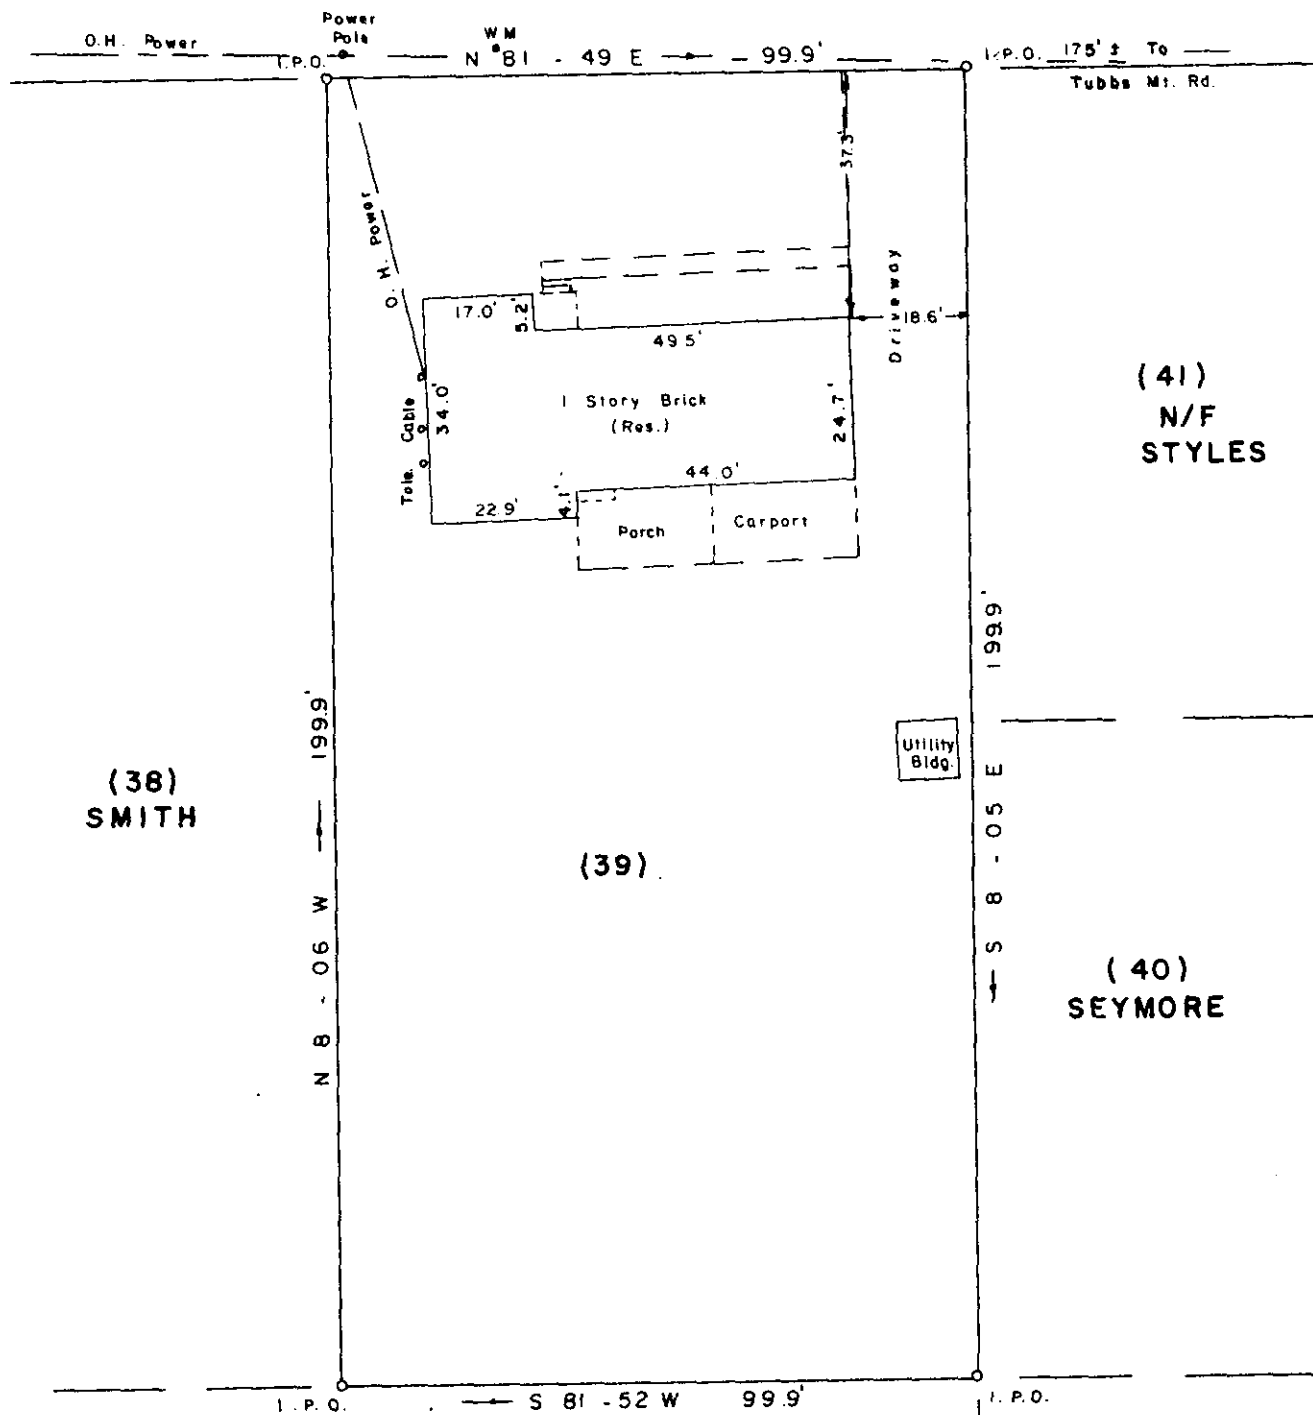 Power
Pole
O.H. Power
WM
I.P.O.
N 81 - 49 E
99.9'
I.P.O.
175' ± To
Tubbs Mt. Rd.
O. H. Power
37.3'
Driveway
17.0'
5.2'
49.5'
18.6'
Cable
Tele.
34.0'
1 Story Brick
(Res.)
24.7'
44.0'
22.9'
4.1'
Porch
Carport
(41)
N/F
STYLES
199.9'
199.9'
Utility
Bldg.
(38)
SMITH
N 8 - 06 W
(39)
S 8 - 05 E
(40)
SEYMORE
I.P.O.
S 81 - 52 W
99.9'
I.P.O.